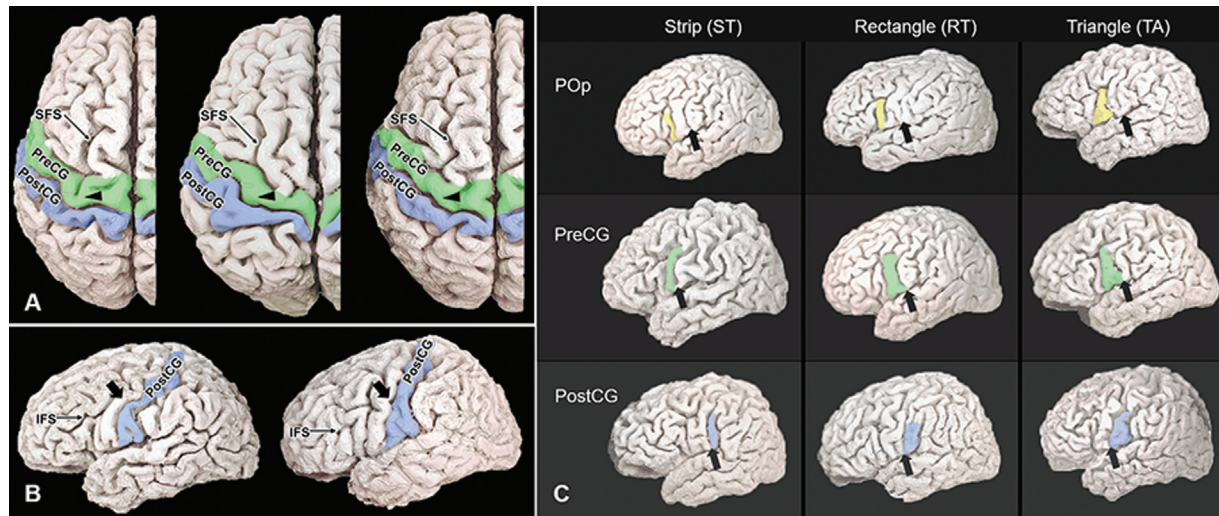 SFS
PreCG
PostCG
SFS
PreCG
PostCG
SFS
PreCG
PostCG
A
IFS
PostCG
IFS
PostCG
B
Strip (ST) Rectangle (RT) Triangle (TA)
POp
PreCG
PostCG
C